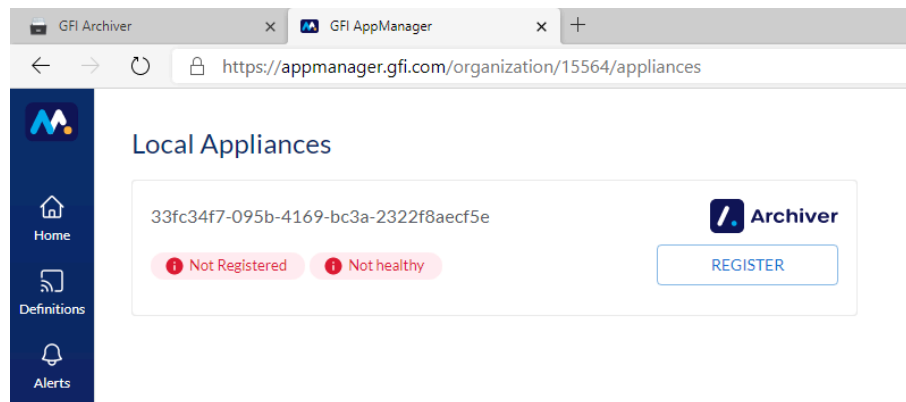 GFI Archiver
GFI AppManager
https://appmanager.gfi.com/organization/15564/appliances
Local Appliances
33fc34f7-095b-4169-bc3a-2322f8aecf5e
Archiver
Not Registered
Not healthy
REGISTER
Home
Definitions
Alerts